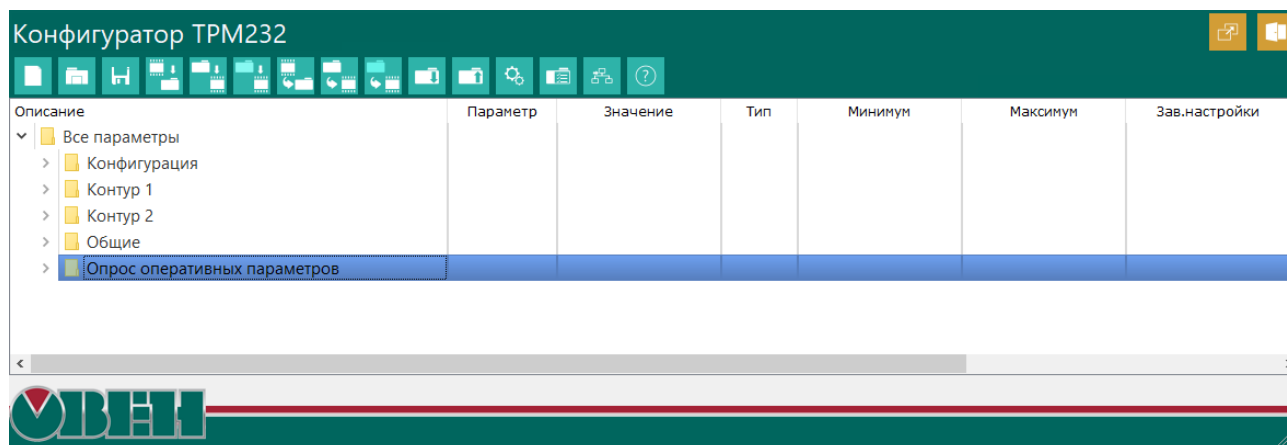 Конфигуратор ТРМ232
Описание Параметр Значение Тип Минимум Максимум Зав.настройки
Все параметры
Конфигурация
Контур 1
Контур 2
Общие
Опрос оперативных параметров
ОВЕН